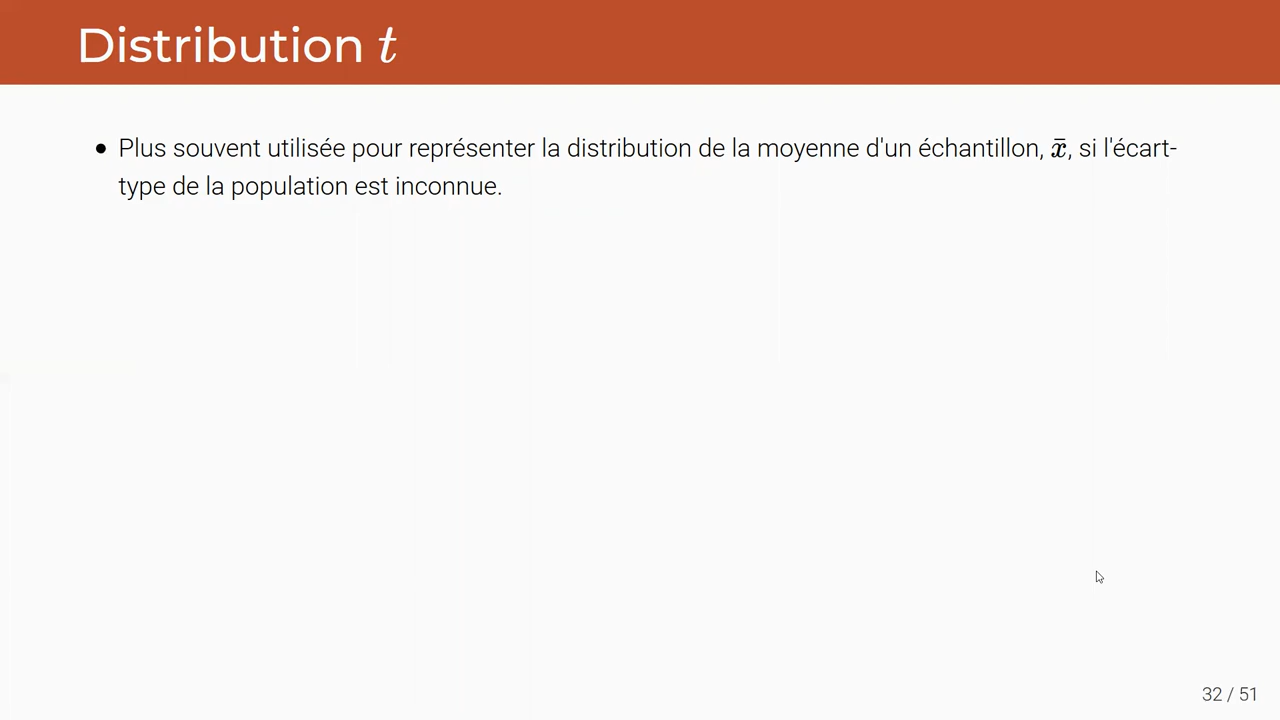 Distribution t
• Plus souvent utilisée pour représenter la distribution de la moyenne d'un échantillon, x̄, si l'écart-
type de la population est inconnue.
32 / 51